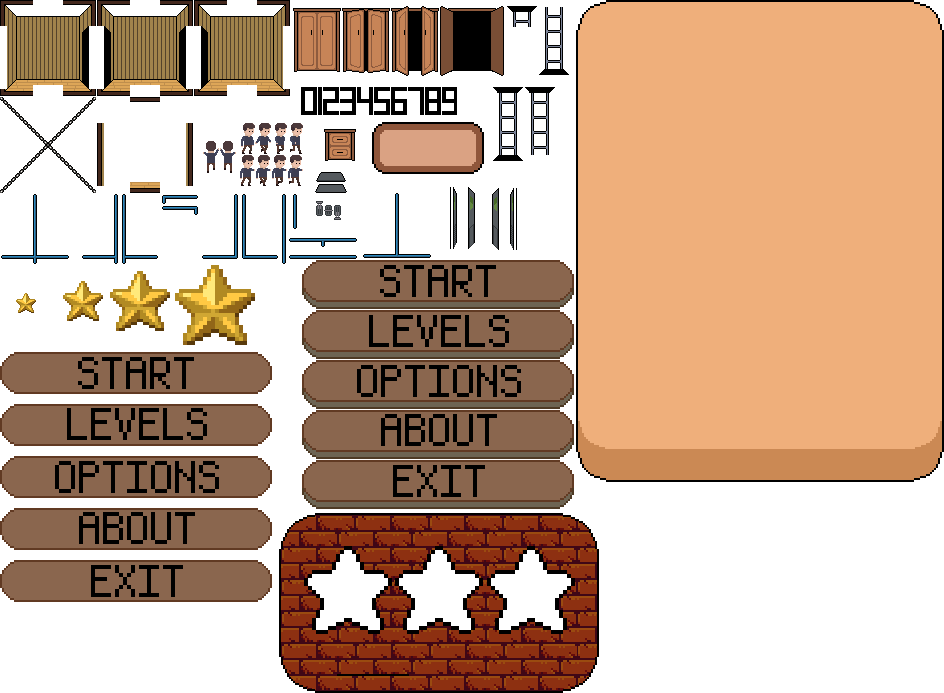 0123456789
START
LEVELS
OPTIONS
ABOUT
EXIT
START
LEVELS
OPTIONS
ABOUT
EXIT